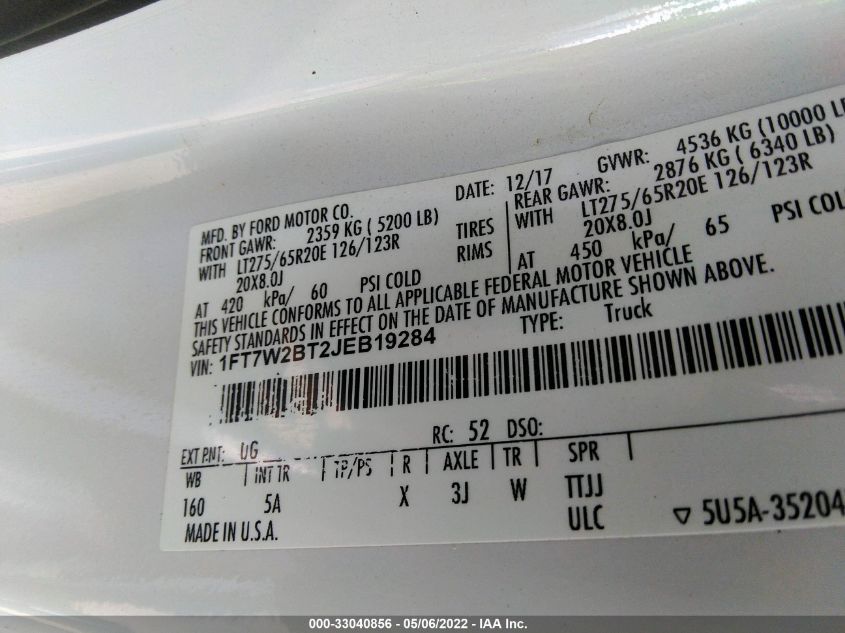 MFD. BY FORD MOTOR CO. DATE: 12/17 GVWR: 4536 KG (10000 LB
FRONT GAWR: 2359 KG ( 5200 LB) REAR GAWR: 2876 KG ( 6340 LB)
WITH LT275/65R20E 126/123R TIRES WITH LT275/65R20E 126/123R
20X8.0J RIMS 20X8.0J
AT 420 kPa/ 60 PSI COLD AT 450 kPa/ 65 PSI COL
THIS VEHICLE CONFORMS TO ALL APPLICABLE FEDERAL MOTOR VEHICLE
SAFETY STANDARDS IN EFFECT ON THE DATE OF MANUFACTURE SHOWN ABOVE.
VIN: 1FT7W2BT2JEB19284 TYPE: Truck
EXT PNT: UG RC: 52 DSO:
WB INT TR TP/PS R AXLE TR SPR
160 5A X 3J W TTJJ
ULC
MADE IN U.S.A. 5U5A-35204
000-33040856 - 05/06/2022 - IAA Inc.